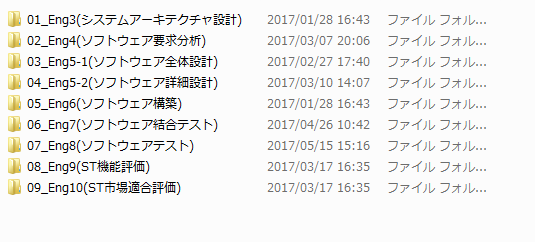 01_Eng3(システムアーキテクチャ設計) 2017/01/28 16:43 ファイル フォル...
02_Eng4(ソフトウェア要求分析) 2017/03/07 20:06 ファイル フォル...
03_Eng5-1(ソフトウェア全体設計) 2017/02/27 17:40 ファイル フォル...
04_Eng5-2(ソフトウェア詳細設計) 2017/03/10 14:07 ファイル フォル...
05_Eng6(ソフトウェア構築) 2017/01/28 16:43 ファイル フォル...
06_Eng7(ソフトウェア結合テスト) 2017/04/26 10:42 ファイル フォル...
07_Eng8(ソフトウェアテスト) 2017/05/15 15:16 ファイル フォル...
08_Eng9(ST機能評価) 2017/03/17 16:35 ファイル フォル...
09_Eng10(ST市場適合評価) 2017/03/17 16:35 ファイル フォル...